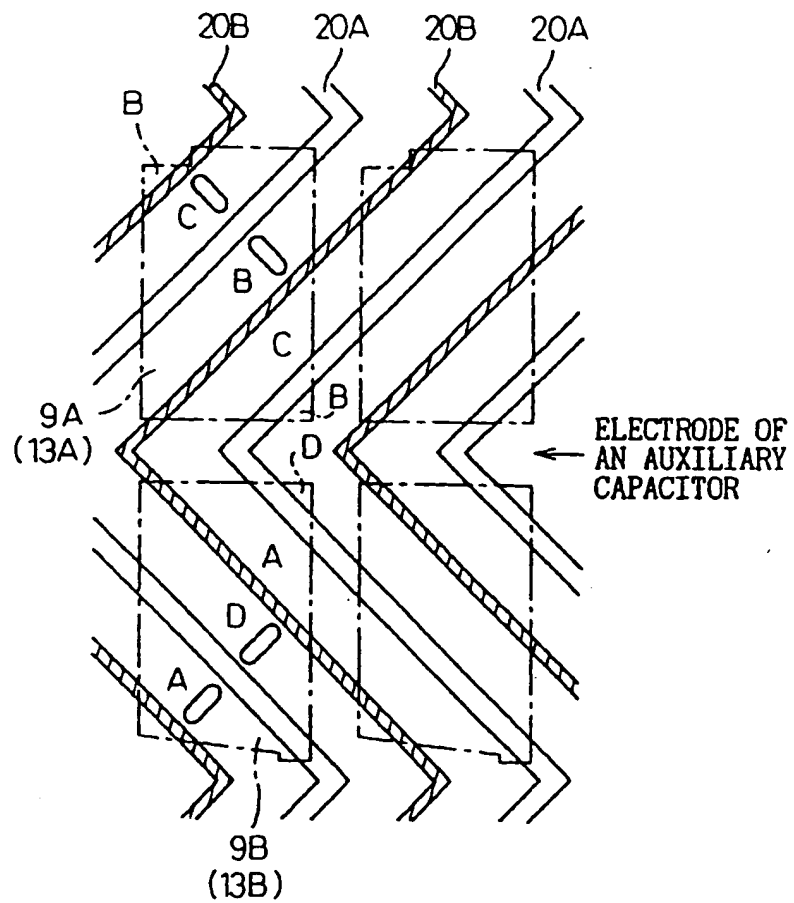 20B 20A 20B 20A
B
C
B
C
9A
(13A)
B
D
ELECTRODE OF
AN AUXILIARY
CAPACITOR
A
D
A
9B
(13B)